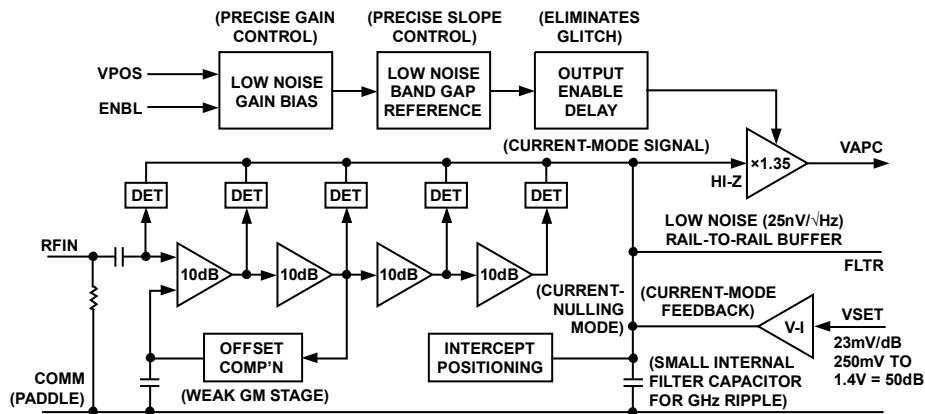 (PRECISE GAIN
CONTROL)
(PRECISE SLOPE
CONTROL)
(ELIMINATES
GLITCH)
VPOS
ENBL
LOW NOISE
GAIN BIAS
LOW NOISE
BAND GAP
REFERENCE
OUTPUT
ENABLE
DELAY
(CURRENT-MODE SIGNAL)
HI-Z
×1.35
VAPC
DET
DET
DET
DET
DET
LOW NOISE (25nV/√Hz)
RAIL-TO-RAIL BUFFER
FLTR
RFIN
10dB
10dB
10dB
10dB
(CURRENT-
NULLING
MODE)
(CURRENT-MODE
FEEDBACK)
V-I
VSET
23mV/dB
250mV TO
1.4V = 50dB
OFFSET
COMP'N
(WEAK GM STAGE)
INTERCEPT
POSITIONING
(SMALL INTERNAL
FILTER CAPACITOR
FOR GHz RIPPLE)
COMM
(PADDLE)